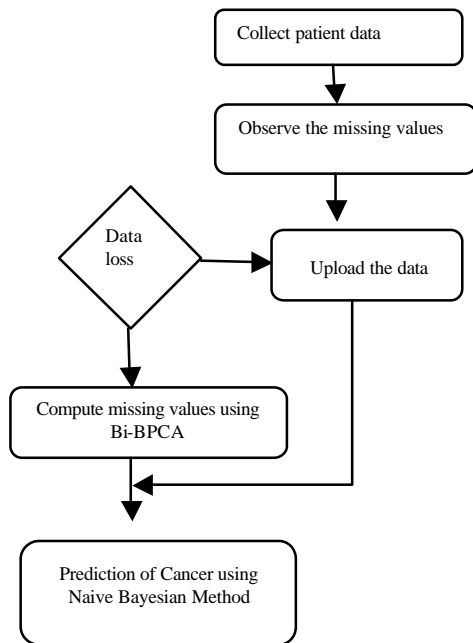 Collect patient data
Observe the missing values
Data
loss
Upload the data
Compute missing values using
Bi-BPCA
Prediction of Cancer using
Naive Bayesian Method